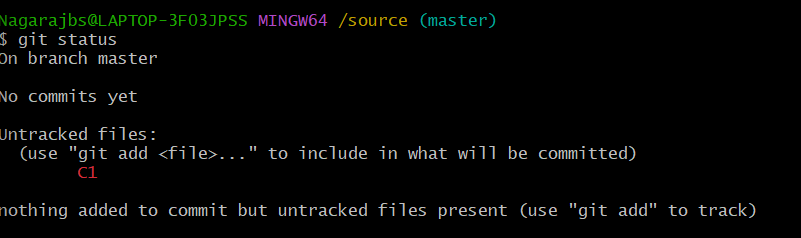 Nagarajbs@LAPTOP-3FO3JPSS MINGW64 /source (master)
$ git status
On branch master
No commits yet
Untracked files:
(use "git add <file>..." to include in what will be committed)
C1
nothing added to commit but untracked files present (use "git add" to track)